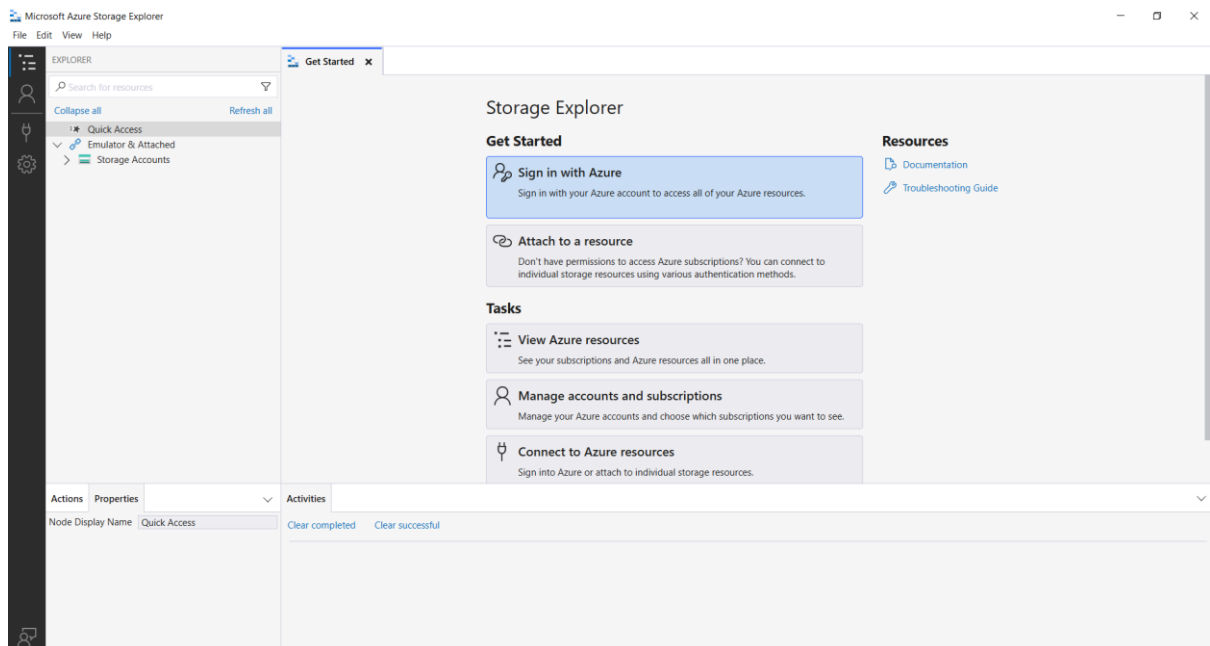 Microsoft Azure Storage Explorer
File Edit View Help
EXPLORER
Search for resources
Collapse all Refresh all
Quick Access
Emulator & Attached
Storage Accounts
Get Started
Storage Explorer
Get Started
Sign in with Azure
Sign in with your Azure account to access all of your Azure resources.
Attach to a resource
Don't have permissions to access Azure subscriptions? You can connect to
individual storage resources using various authentication methods.
Tasks
View Azure resources
See your subscriptions and Azure resources all in one place.
Manage accounts and subscriptions
Manage your Azure accounts and choose which subscriptions you want to see.
Connect to Azure resources
Sign into Azure or attach to individual storage resources.
Resources
Documentation
Troubleshooting Guide
Actions Properties
Node Display Name Quick Access
Activities
Clear completed Clear successful